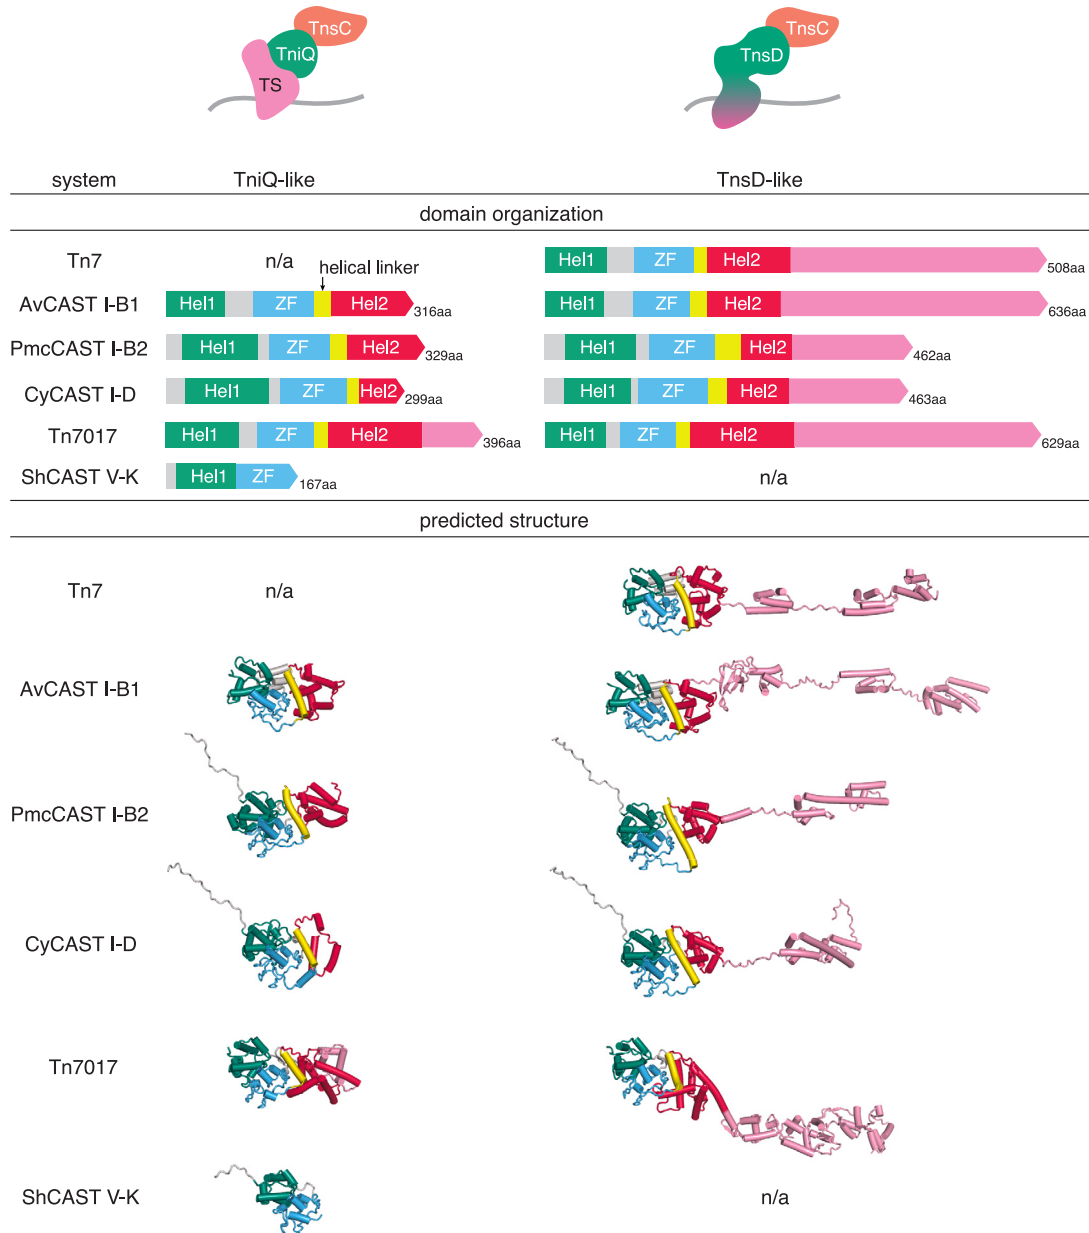 TnsC TnsC
TniQ TnsD
TS
system TniQ-like TnsD-like
domain organization
Tn7 n/a Hel1 ZF Hel2 508aa
helical linker
AvCAST I-B1 Hel1 ZF Hel2 316aa Hel1 ZF Hel2 636aa
PmcCAST I-B2 Hel1 ZF Hel2 329aa Hel1 ZF Hel2 462aa
CyCAST I-D Hel1 ZF Hel2 299aa Hel1 ZF Hel2 463aa
Tn7017 Hel1 ZF Hel2 396aa Hel1 ZF Hel2 629aa
ShCAST V-K Hel1 ZF 167aa n/a
predicted structure
Tn7 n/a
AvCAST I-B1
PmcCAST I-B2
CyCAST I-D
Tn7017
ShCAST V-K n/a